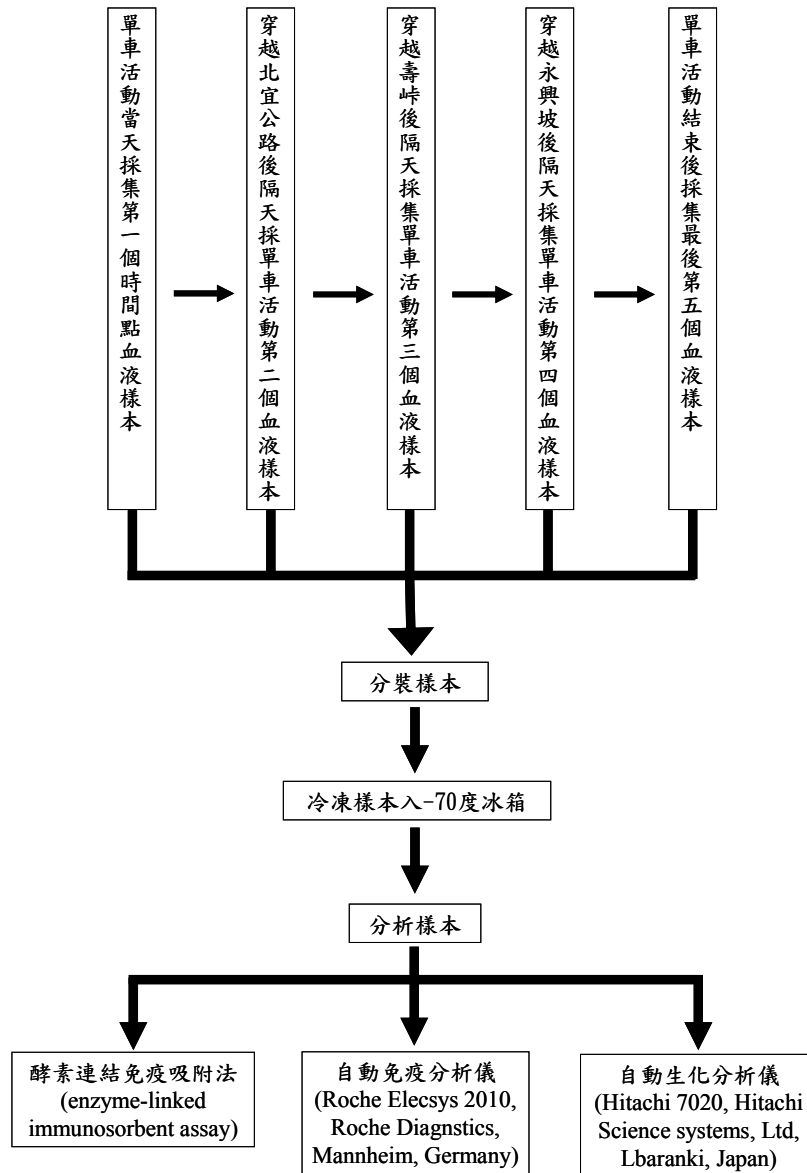 單車活動當天採集第一個時間點血液樣本
穿越北宜公路後隔天採單車活動第二個血液樣本
穿越壽峠後隔天採集單車活動第三個血液樣本
穿越永興坡後隔天採集單車活動第四個血液樣本
單車活動結束後採集最後第五個血液樣本
分裝樣本
冷凍樣本入-70度冰箱
分析樣本
酵素連結免疫吸附法
(enzyme-linked
immunosorbent assay)
自動免疫分析儀
(Roche Elecsys 2010,
Roche Diagnstics,
Mannheim, Germany)
自動生化分析儀
(Hitachi 7020, Hitachi
Science systems, Ltd,
Lbaranki, Japan)